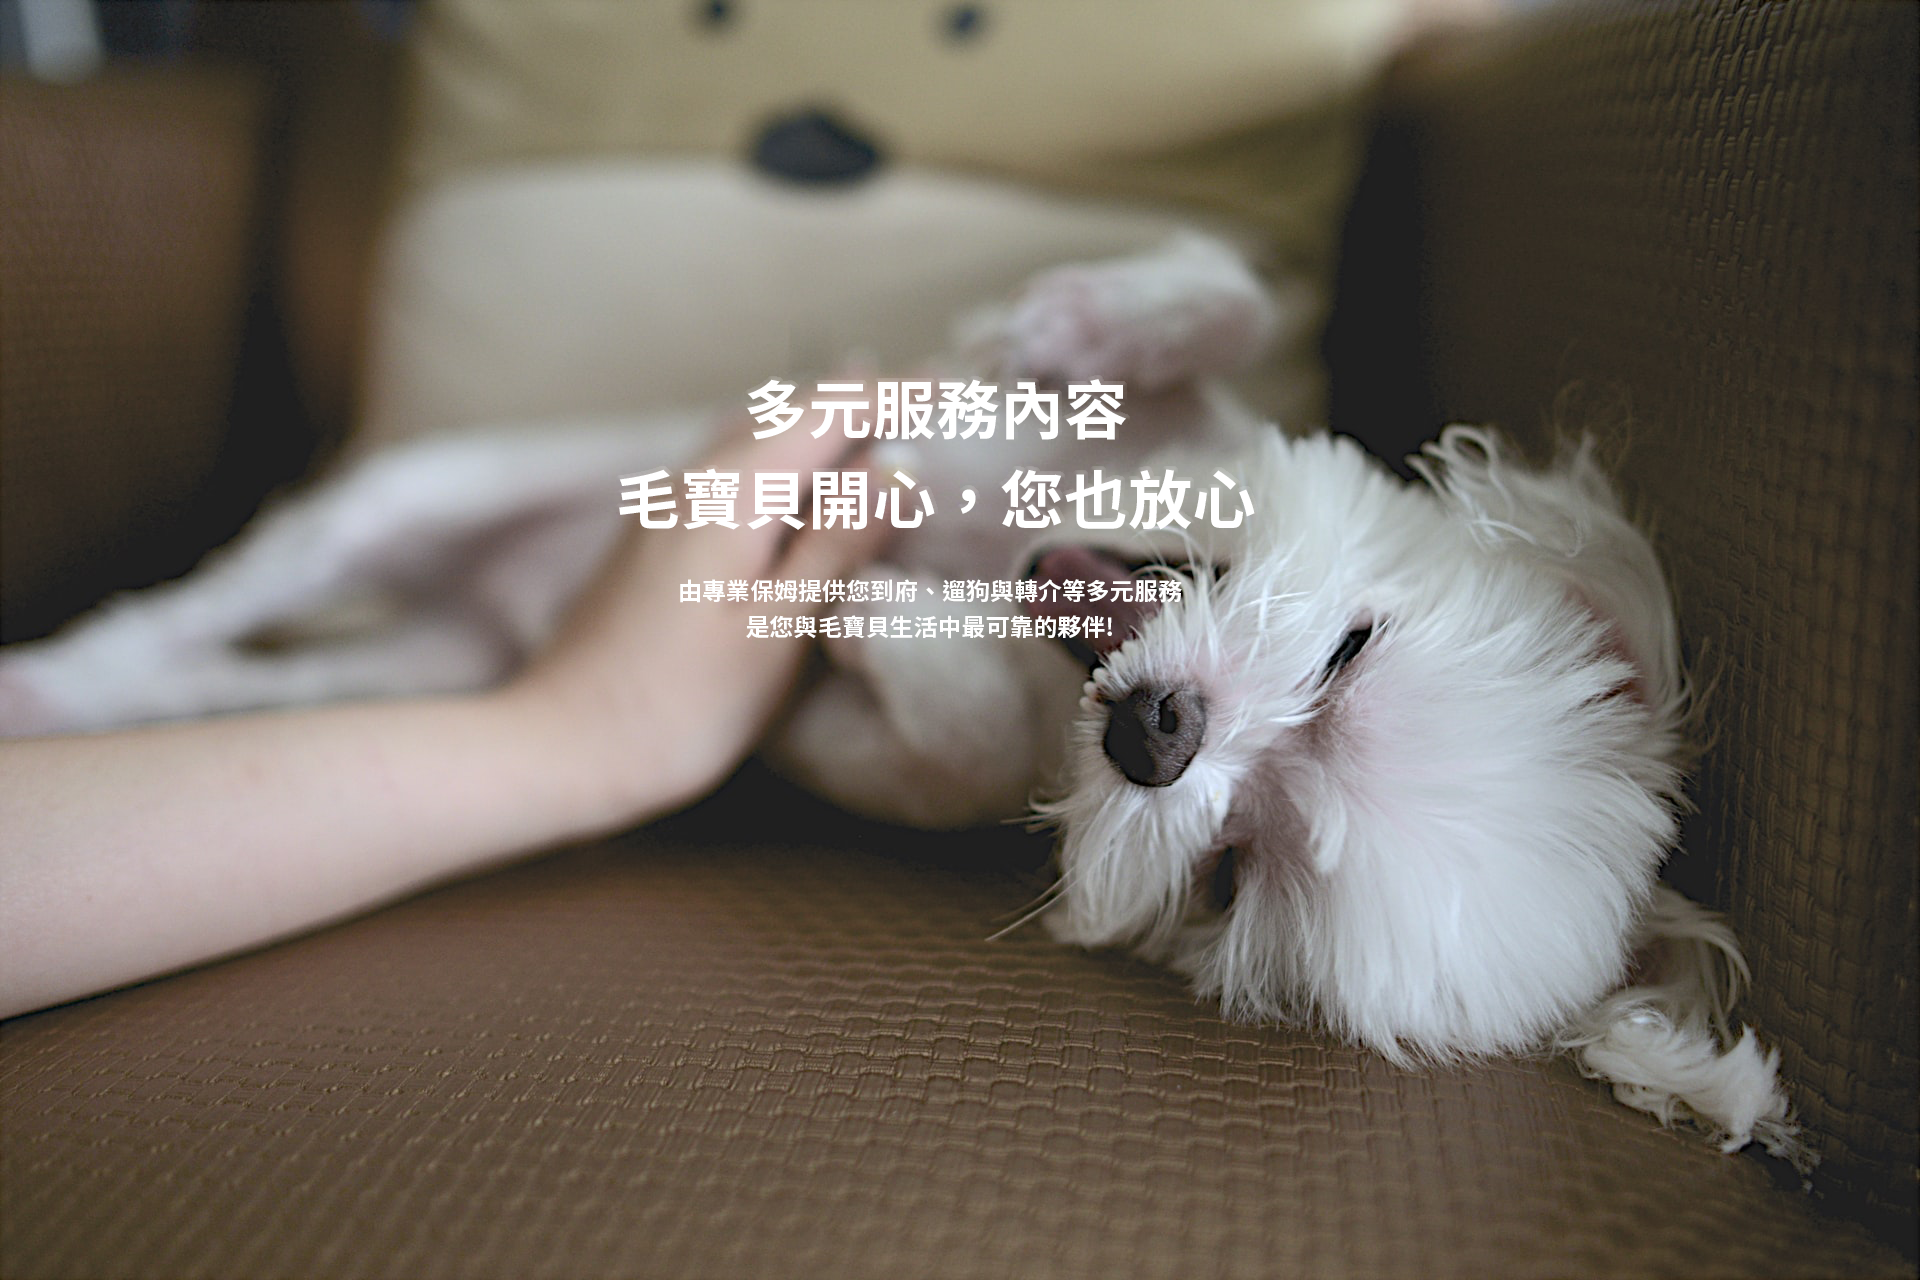 多元服務內容
毛寶貝開心，您也放心
由專業保姆提供您到府、遛狗與轉介等多元服務
是您與毛寶貝生活中最可靠的夥伴!